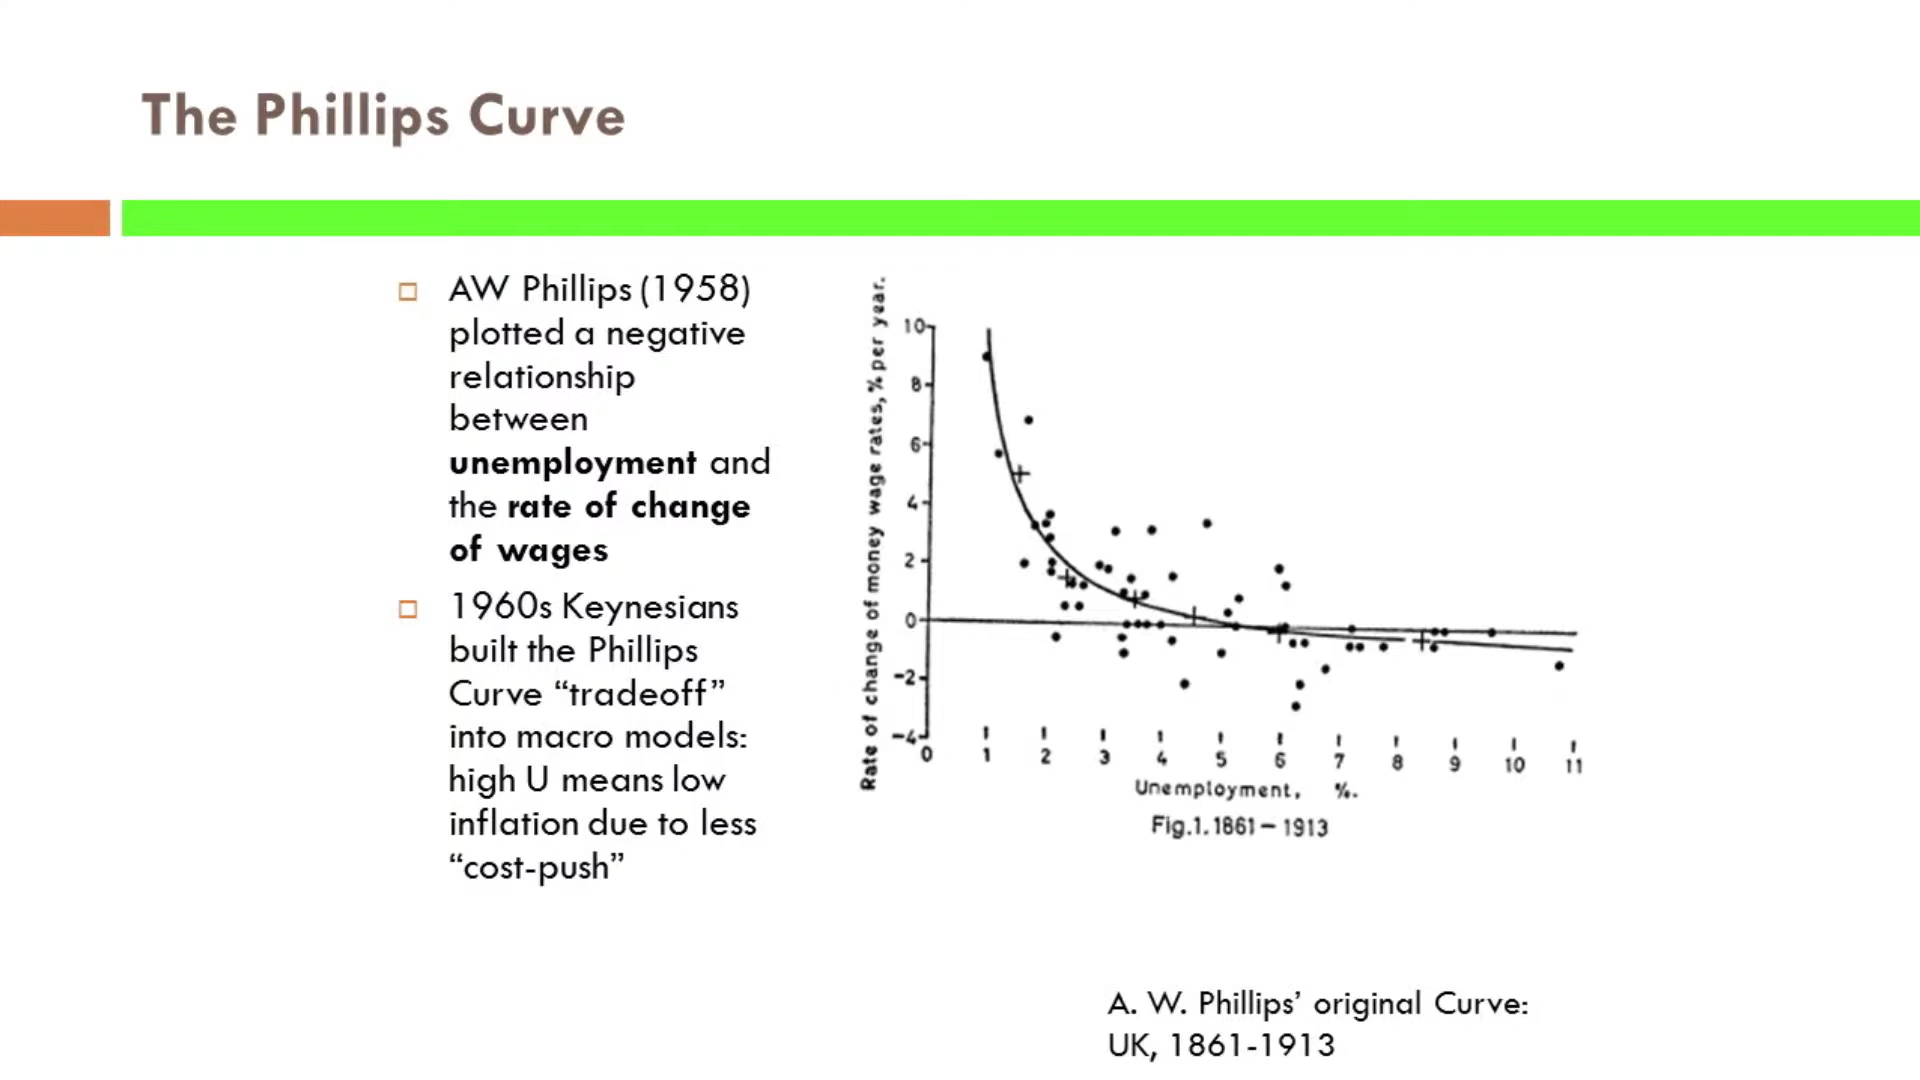 The Phillips Curve
AW Phillips (1958)
plotted a negative
relationship
between
unemployment and
the rate of change
of wages
1960s Keynesians
built the Phillips
Curve “tradeoff”
into macro models:
high U means low
inflation due to less
“cost-push”
Rate of change of money wage rates, % per year.
10
8
6
4
2
0
-2
-4
0 1 2 3 4 5 6 7 8 9 10 11
Unemployment, %.
Fig.1. 1861 – 1913
A. W. Phillips’ original Curve:
UK, 1861-1913